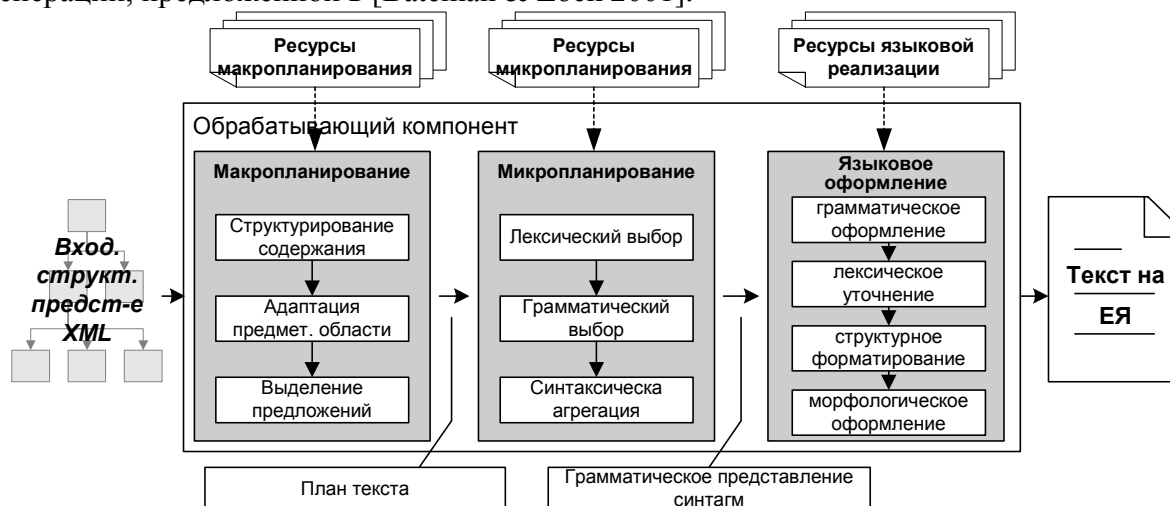 енерации, предложенной в [Bateman & Zock 2001].
Ресурсы
макропланирования
Ресурсы
микропланирования
Ресурсы языковой
реализации
Обрабатывающий компонент
Макропланирование
Структурирование
содержания
Адаптация
предмет. области
Выделение
предложений
Микропланирование
Лексический выбор
Грамматический
выбор
Синтаксическа
агрегация
Языковое
оформление
грамматическое
оформление
лексическое
уточнение
структурное
форматирование
морфологическое
оформление
Вход.
структ.
предст-е
XML
Текст на
ЕЯ
План текста
Грамматическое представление
синтагм